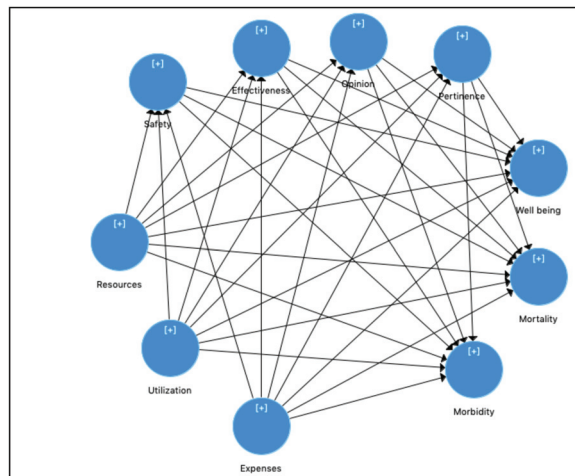 [+]
Opinion
[+]
Effectiveness
[+]
Pertinence
[+]
Safety
[+]
Well being
[+]
Resources
[+]
Mortality
[+]
Utilization
[+]
Morbidity
[+]
Expenses